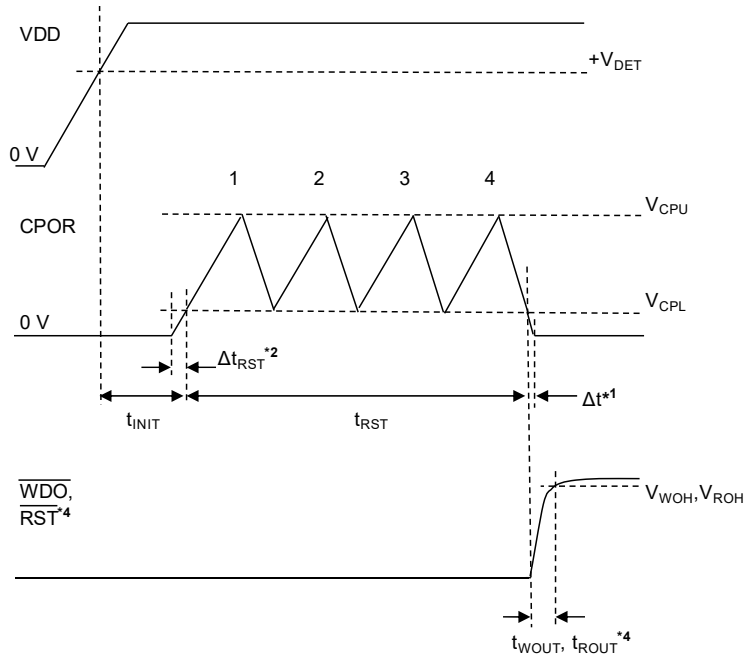 VDD
+VDET
0 V
1 2 3 4
VCPU
CPOR
VCPL
0 V
ΔtRST*2
Δt*1
tINIT
tRST
WDO,
RST*4
VWOH,VROH
tWOUT, tROUT*4